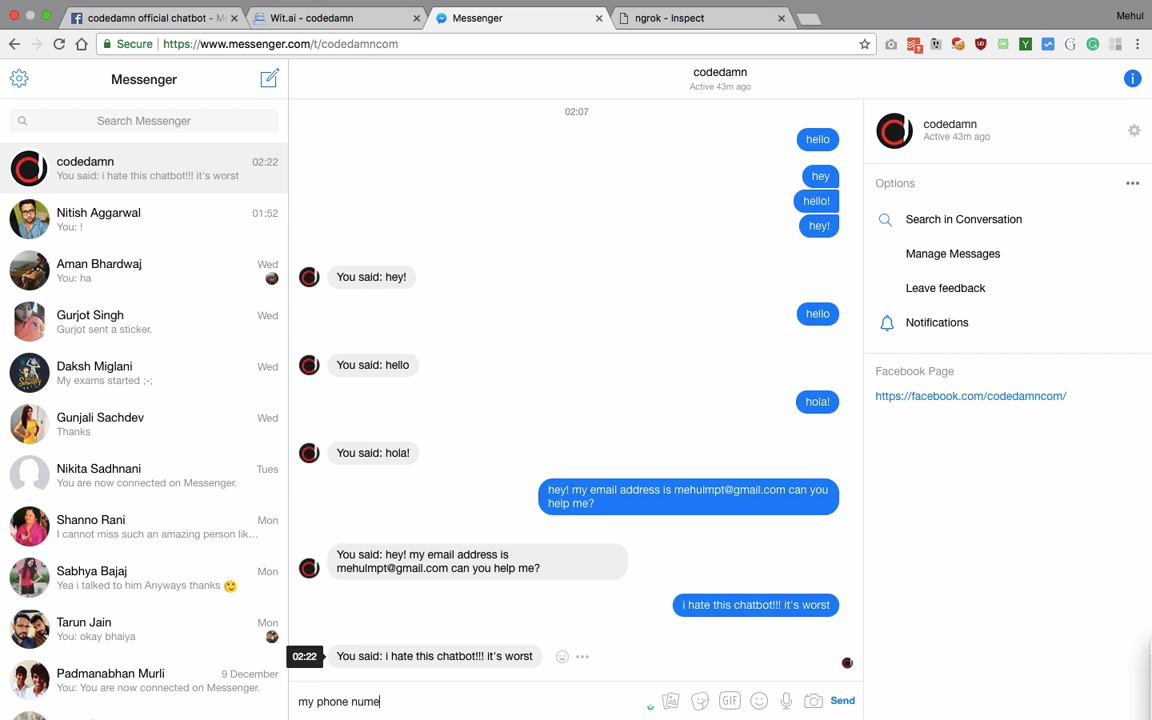 codedamn official chatbot - Me
Wit.ai - codedamn
Messenger
ngrok - Inspect
Mehul
Secure
https://www.messenger.com/t/codedamncom
Messenger
Search Messenger
codedamn
02:22
You said: i hate this chatbot!!! it's worst
Nitish Aggarwal
01:52
You: !
Aman Bhardwaj
Wed
You: ha
Gurjot Singh
Wed
Gurjot sent a sticker.
Daksh Miglani
Wed
My exams started ;-;
Gunjali Sachdev
Wed
Thanks
Nikita Sadhnani
Tues
You are now connected on Messenger.
Shanno Rani
Mon
I cannot miss such an amazing person lik…
Sabhya Bajaj
Mon
Yea i talked to him Anyways thanks 🙂
Tarun Jain
Mon
You: okay bhaiya
Padmanabhan Murli
9 December
You: You are now connected on Messenger.
codedamn
Active 43m ago
02:07
hello
hey
hello!
hey!
You said: hey!
hello
You said: hello
hola!
You said: hola!
hey! my email address is mehulmpt@gmail.com can you
help me?
You said: hey! my email address is
mehulmpt@gmail.com can you help me?
i hate this chatbot!!! it's worst
02:22
You said: i hate this chatbot!!! it's worst
my phone nume
GIF
Send
codedamn
Active 43m ago
Options
Search in Conversation
Manage Messages
Leave feedback
Notifications
Facebook Page
https://facebook.com/codedamncom/